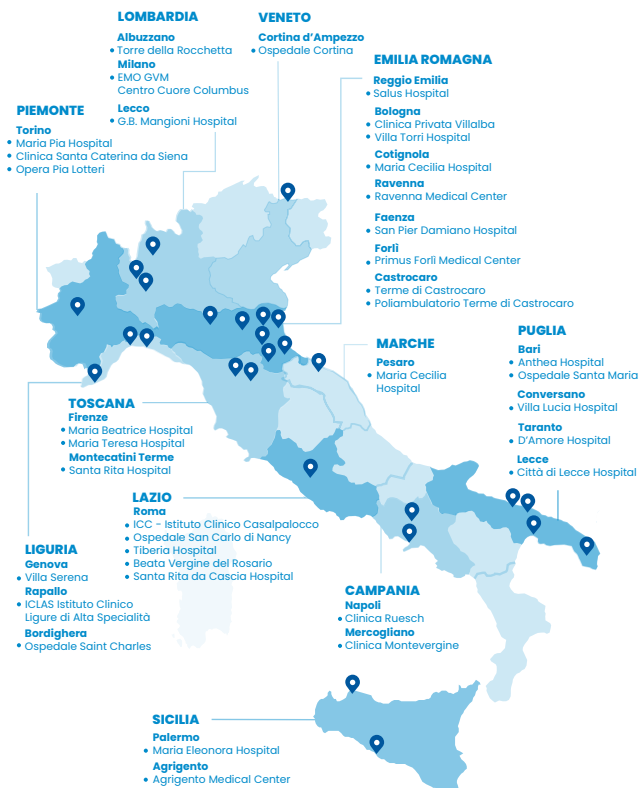 LOMBARDIA
Albuzzano
Torre della Rocchetta
Milano
EMO GVM
Centro Cuore Columbus
Lecco
G.B. Mangioni Hospital
VENETO
Cortina d'Ampezzo
Ospedale Cortina
EMILIA ROMAGNA
Reggio Emilia
Salus Hospital
Bologna
Clinica Privata Villalba
Villa Torri Hospital
Cotignola
Maria Cecilia Hospital
Ravenna
Ravenna Medical Center
Faenza
San Pier Damiano Hospital
Forlì
Primus Forlì Medical Center
Castrocaro
Terme di Castrocaro
Poliambulatorio Terme di Castrocaro
PIEMONTE
Torino
Maria Pia Hospital
Clinica Santa Caterina da Siena
Opera Pia Lotteri
MARCHE
Pesaro
Maria Cecilia
Hospital
PUGLIA
Bari
Anthea Hospital
Ospedale Santa Maria
Conversano
Villa Lucia Hospital
Taranto
D'Amore Hospital
Lecce
Città di Lecce Hospital
TOSCANA
Firenze
Maria Beatrice Hospital
Maria Teresa Hospital
Montecatini Terme
Santa Rita Hospital
LAZIO
Roma
ICC - Istituto Clinico Casalpalocco
Ospedale San Carlo di Nancy
Tiberia Hospital
Beata Vergine del Rosario
Santa Rita da Cascia Hospital
LIGURIA
Genova
Villa Serena
Rapallo
ICLAS Istituto Clinico
Ligure di Alta Specialità
Bordighera
Ospedale Saint Charles
CAMPANIA
Napoli
Clinica Ruesch
Mercogliano
Clinica Montevergine
SICILIA
Palermo
Maria Eleonora Hospital
Agrigento
Agrigento Medical Center